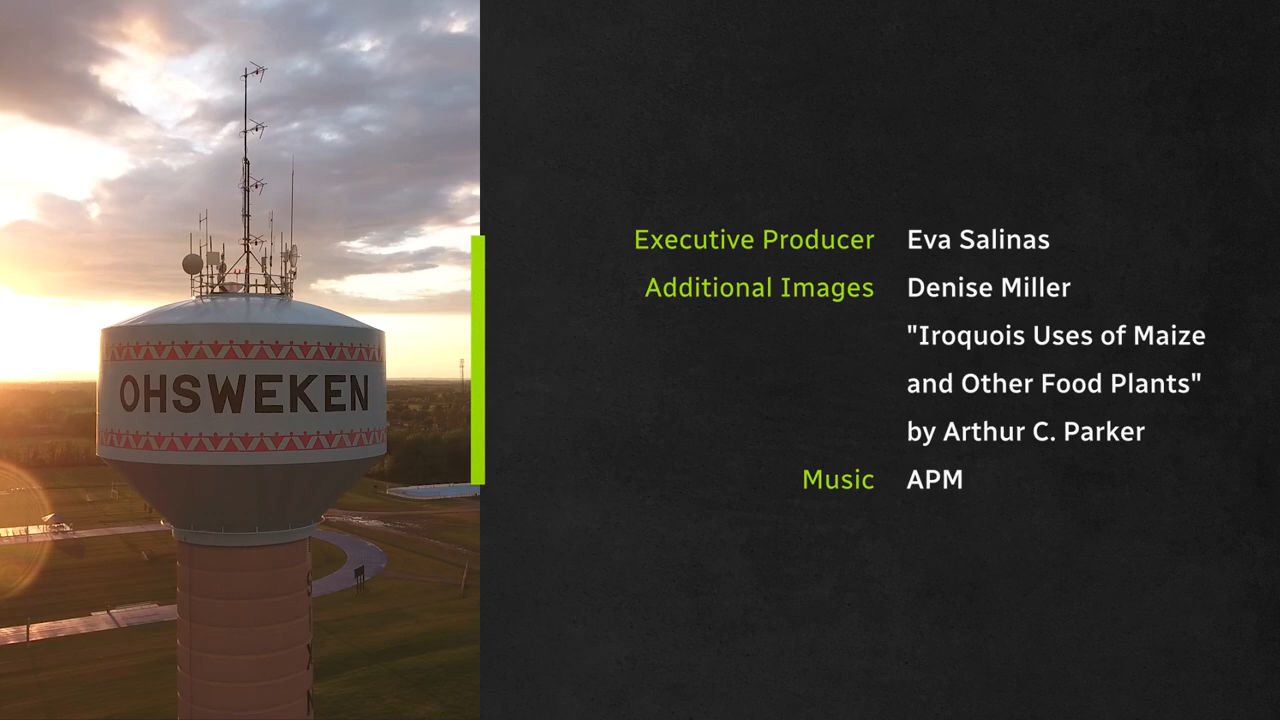 OHSWEKEN
SIX N
Executive Producer Eva Salinas
Additional Images Denise Miller
"Iroquois Uses of Maize
and Other Food Plants"
by Arthur C. Parker
Music APM